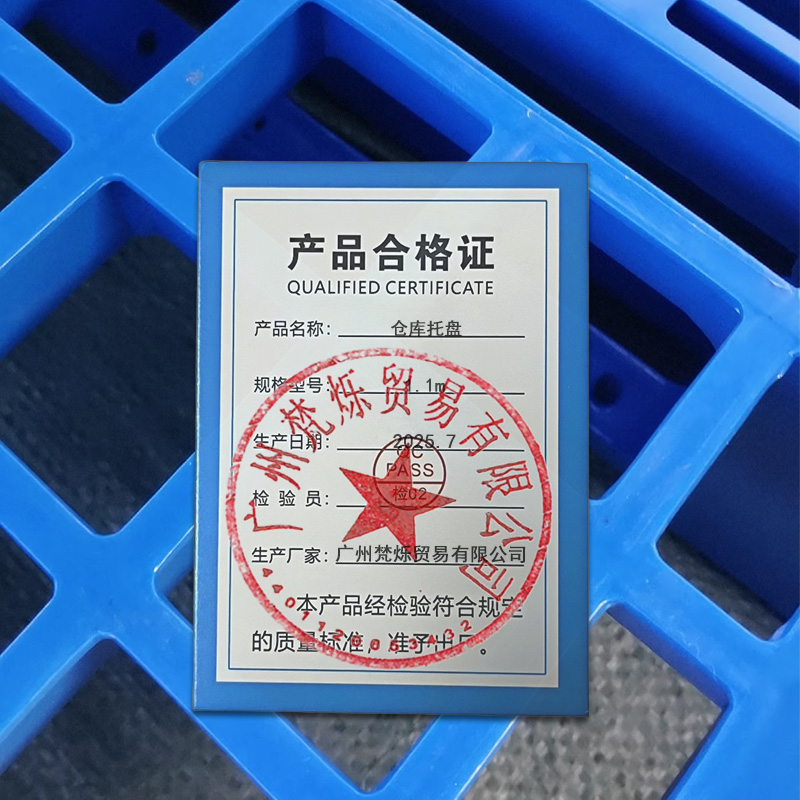 产品合格证
QUALIFIED CERTIFICATE
产品名称: 仓库托盘
规格型号: 1.1m
生产日期: 2025.7
检验员: 检02
QC
PASS
生产厂家: 广州梵烁贸易有限公司
本产品经检验符合规定
的质量标准，准予出厂。
广州梵烁贸易有限公司